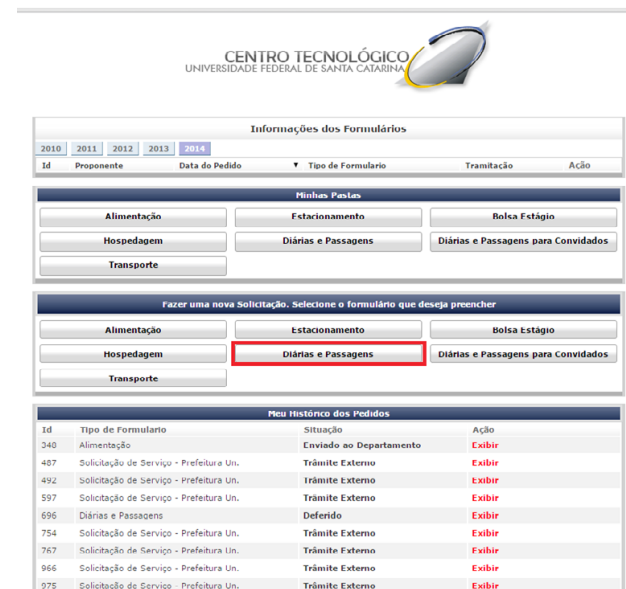 CENTRO TECNOLÓGICO
UNIVERSIDADE FEDERAL DE SANTA CATARINA
Informações dos Formulários
2010 2011 2012 2013 2014
Id Proponente Data do Pedido ▼ Tipo de Formulario Tramitação Ação
Minhas Pastas
Alimentação Estacionamento Bolsa Estágio
Hospedagem Diárias e Passagens Diárias e Passagens para Convidados
Transporte
Fazer uma nova Solicitação. Selecione o formulário que deseja preencher
Alimentação Estacionamento Bolsa Estágio
Hospedagem Diárias e Passagens Diárias e Passagens para Convidados
Transporte
Meu Histórico dos Pedidos
Id Tipo de Formulario Situação Ação
340 Alimentação Enviado ao Departamento Exibir
487 Solicitação de Serviço - Prefeitura Un. Trâmite Externo Exibir
492 Solicitação de Serviço - Prefeitura Un. Trâmite Externo Exibir
597 Solicitação de Serviço - Prefeitura Un. Trâmite Externo Exibir
696 Diárias e Passagens Deferido Exibir
754 Solicitação de Serviço - Prefeitura Un. Trâmite Externo Exibir
767 Solicitação de Serviço - Prefeitura Un. Trâmite Externo Exibir
966 Solicitação de Serviço - Prefeitura Un. Trâmite Externo Exibir
975 Solicitação de Serviço - Prefeitura Un. Trâmite Externo Exibir